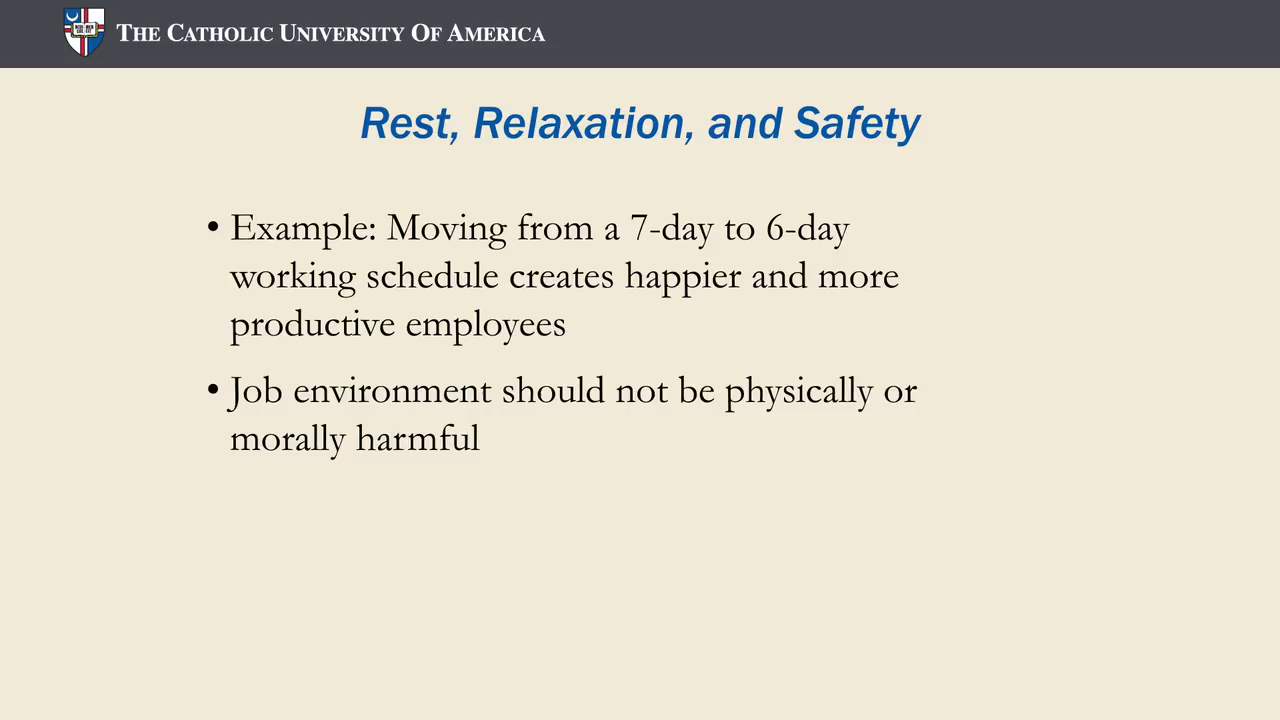 THE CATHOLIC UNIVERSITY OF AMERICA
Rest, Relaxation, and Safety
• Example: Moving from a 7-day to 6-day
working schedule creates happier and more
productive employees
• Job environment should not be physically or
morally harmful